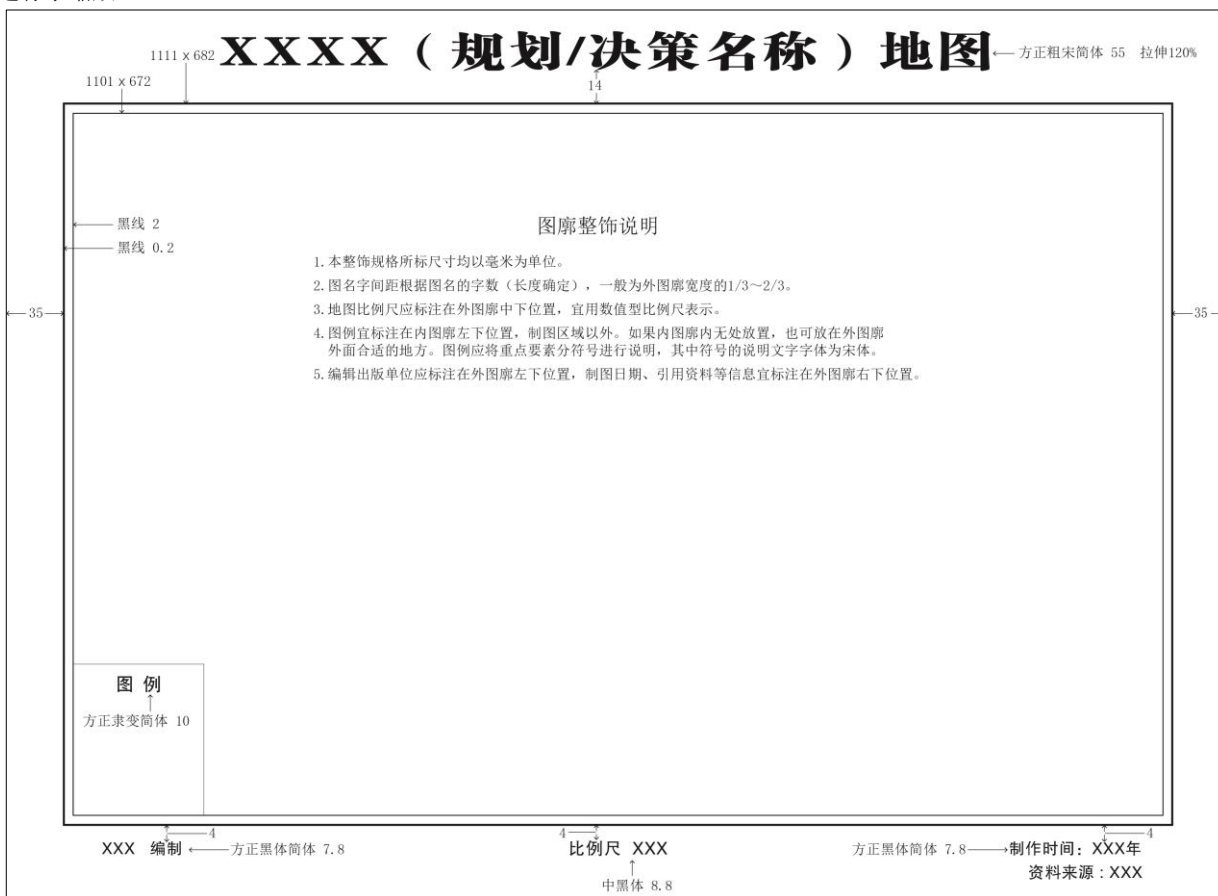 XXXX（规划/决策名称）地图
方正粗宋简体 55 拉伸120%
1111 x 682
14
1101 x 672
黑线 2
黑线 0.2
35
35
图廓整饰说明
1. 本整饰规格所标尺寸均以毫米为单位。
2. 图名字间距根据图名的字数（长度确定），一般为外图廓宽度的1/3～2/3。
3. 地图比例尺应标注在外图廓中下位置，宜用数值型比例尺表示。
4. 图例宜标注在内图廓左下位置，制图区域以外。如果内图廓内无处放置，也可放在外图廓
外面合适的地方。图例应将重点要素分符号进行说明，其中符号的说明文字字体为宋体。
5. 编辑出版单位应标注在外图廓左下位置，制图日期、引用资料等信息宜标注在外图廓右下位置。
图 例
方正隶变简体 10
4
4
4
XXX 编制
方正黑体简体 7.8
比例尺 XXX
方正黑体简体 7.8
制作时间：XXX年
资料来源：XXX
中黑体 8.8